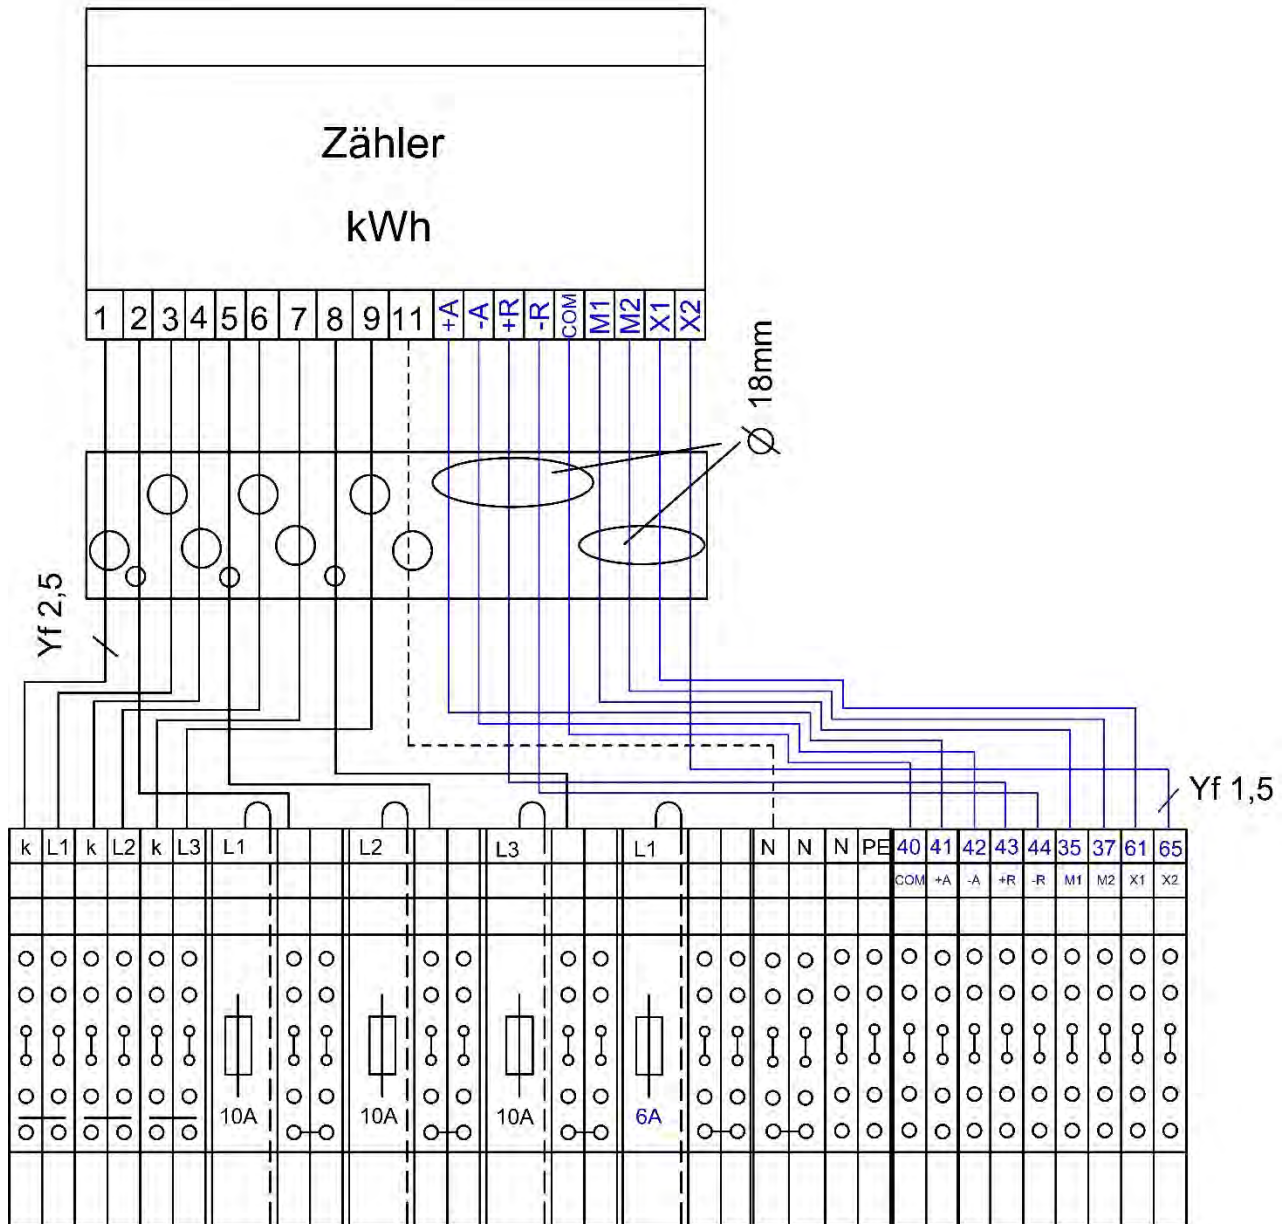 Zähler
kWh
1 2 3 4 5 6 7 8 9 11 +A -A +R -R COM M1 M2 X1 X2
Ø 18mm
Yf 2,5
Yf 1,5
k L1 k L2 k L3 L1 L2 L3 L1 N N N PE 40 41 42 43 44 35 37 61 65
COM +A -A +R -R M1 M2 X1 X2
10A 10A 10A 6A